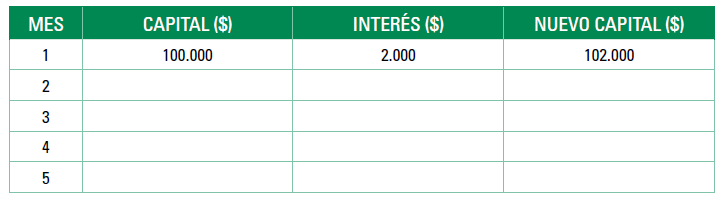 MES CAPITAL ($) INTERÉS ($) NUEVO CAPITAL ($)
1 100.000 2.000 102.000
2
3
4
5